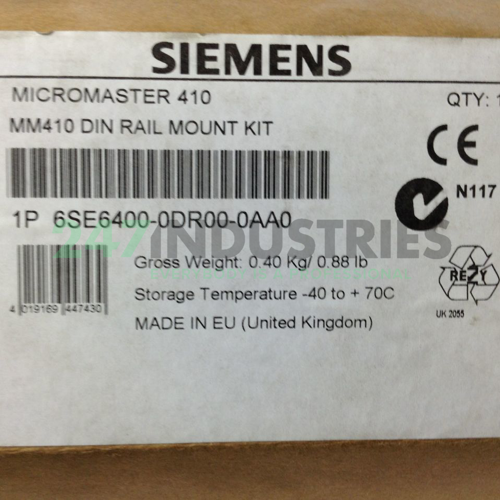 SIEMENS
MICROMASTER 410
QTY: 1
MM410 DIN RAIL MOUNT KIT
CE
N117
1P 6SE6400-0DR00-0AA0
247INDUSTRIES
Gross Weight: 0.40 Kg/ 0.88 lb
REZY
Storage Temperature -40 to + 70C
4 019169 447430
UK 2055
MADE IN EU (United Kingdom)